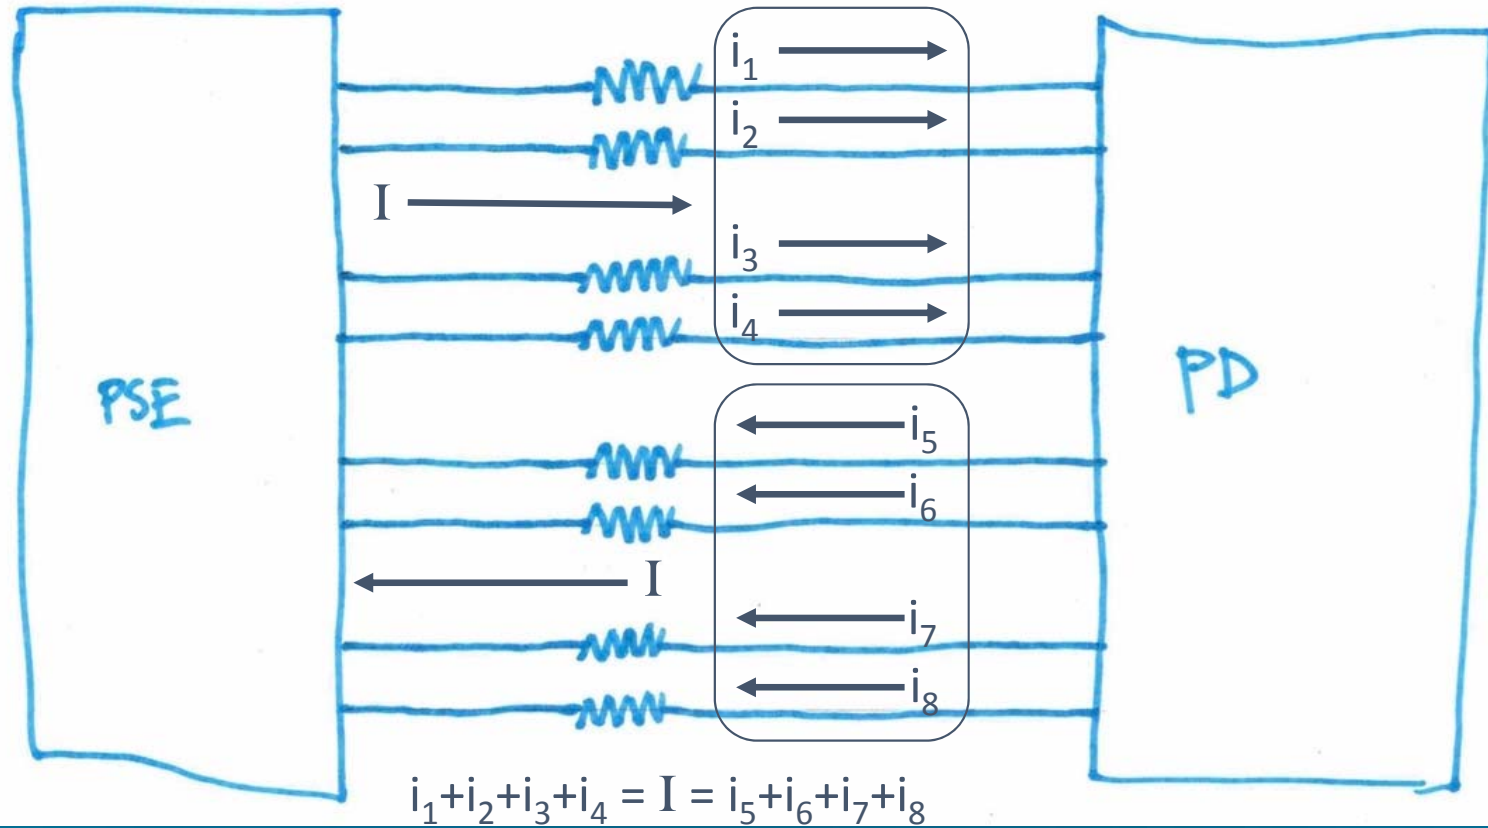 i₁
i₂
I
i₃
i₄
PSE
PD
i₅
i₆
I
i₇
i₈
i₁+i₂+i₃+i₄ = I = i₅+i₆+i₇+i₈